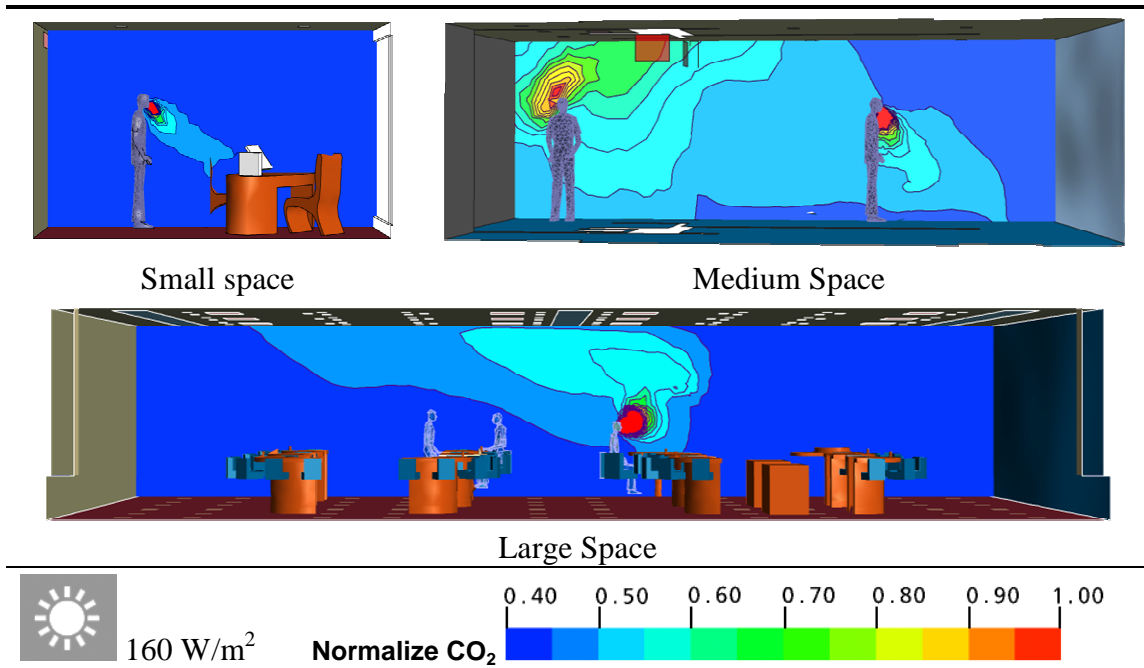 Small space
Medium Space
Large Space
160 W/m²
Normalize CO₂
0.40 0.50 0.60 0.70 0.80 0.90 1.00